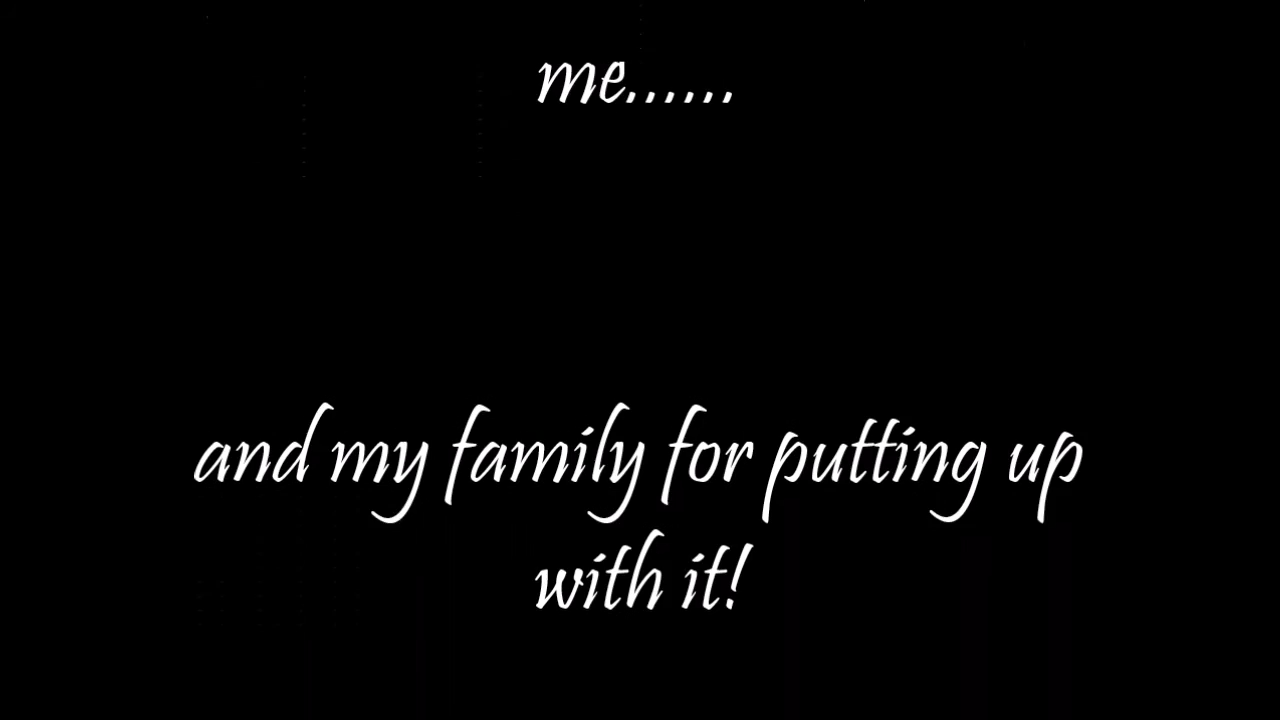 me......
and my family for putting up
with it!